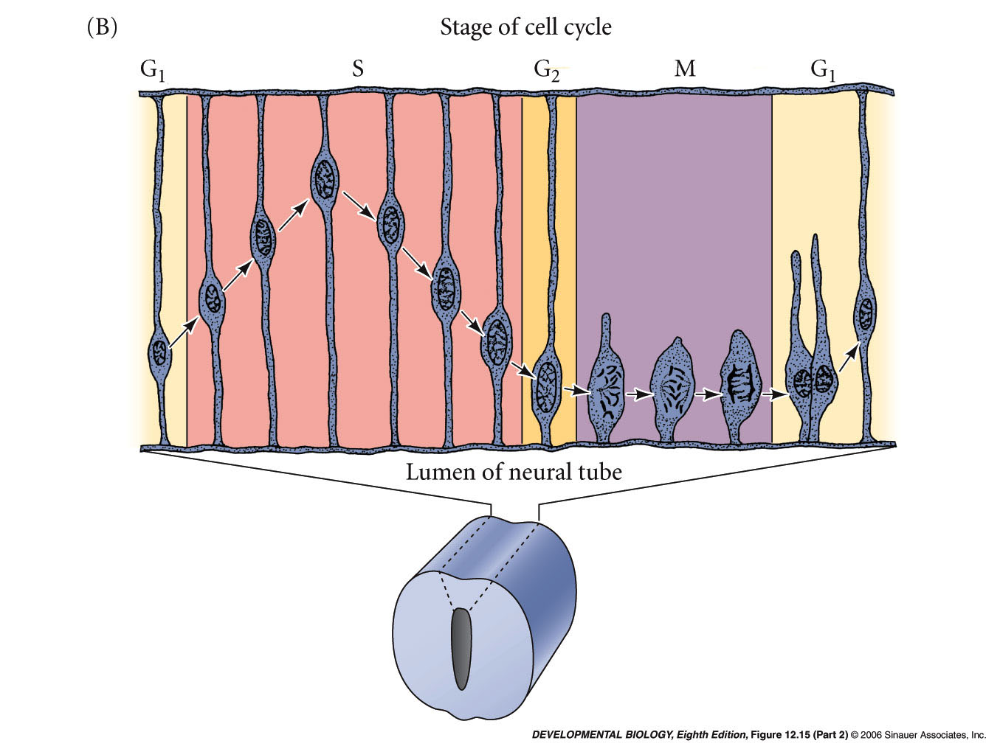 (B)
Stage of cell cycle
G₁ S G₂ M G₁
Lumen of neural tube
DEVELOPMENTAL BIOLOGY, Eighth Edition, Figure 12.15 (Part 2) © 2006 Sinauer Associates, Inc.